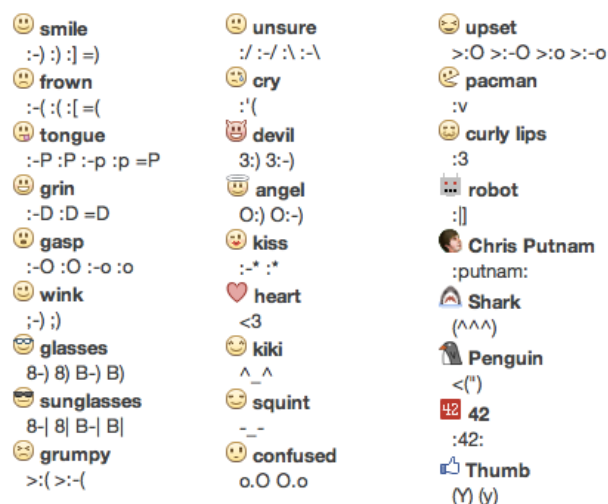 smile
:-) :) :] =)
frown
:-( :( :[ =(
tongue
:-P :P :-p :p =P
grin
:-D :D =D
gasp
:-O :O :-o :o
wink
;-) ;)
glasses
8-) 8) B-) B)
sunglasses
8-| 8| B-| B|
grumpy
>:( >:-(
unsure
:/ :-/ :\ :-\
cry
:'(
devil
3:) 3:-)
angel
O:) O:-)
kiss
:-* :*
heart
<3
kiki
^_^
squint
-_-
confused
o.O O.o
upset
>:O >:-O >:o >:-o
pacman
:v
curly lips
:3
robot
:|]
Chris Putnam
:putnam:
Shark
(^^^)
Penguin
<(")
42
42
:42:
Thumb
(Y) (y)